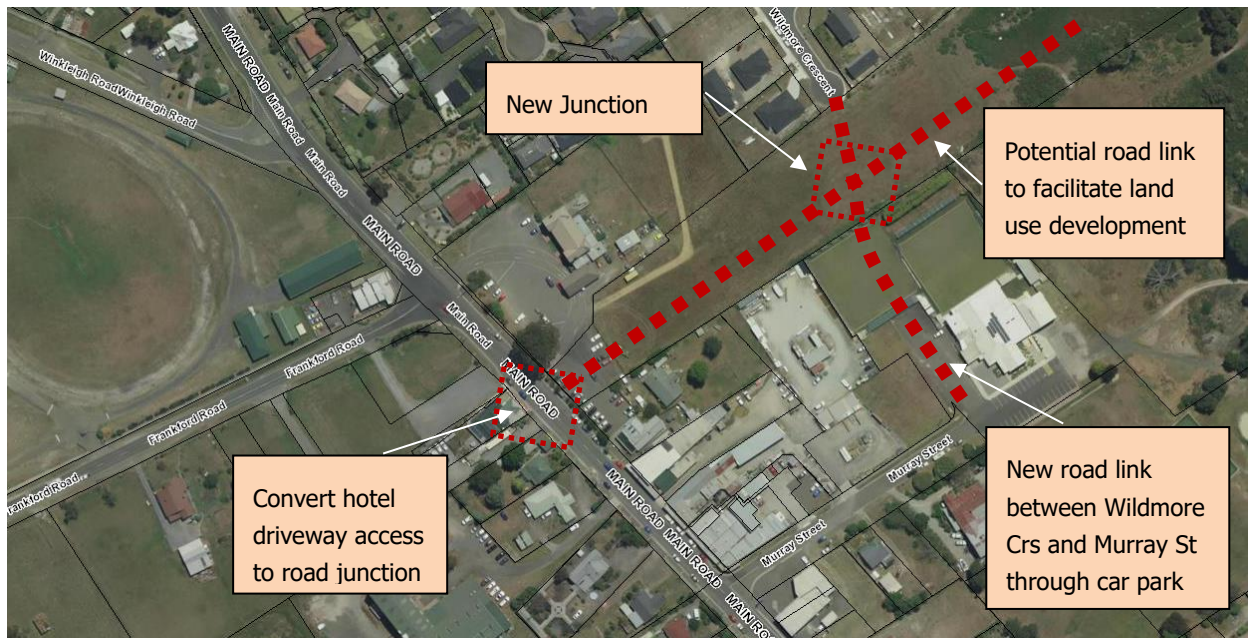 Wildmore Crescent
MAIN ROAD
Main Road
Winkleigh RoadWinkleigh Road
New Junction
Main Road
Potential road link
to facilitate land
use development
MAIN ROAD
Main Road
Frankford Road
MAIN ROAD
Frankford Road
Frankford Road
Convert hotel
driveway access
to road junction
Murray Street
MAIN ROAD
MAIN ROAD
Murray Street
MAIN ROAD
New road link
between Wildmore
Crs and Murray St
through car park